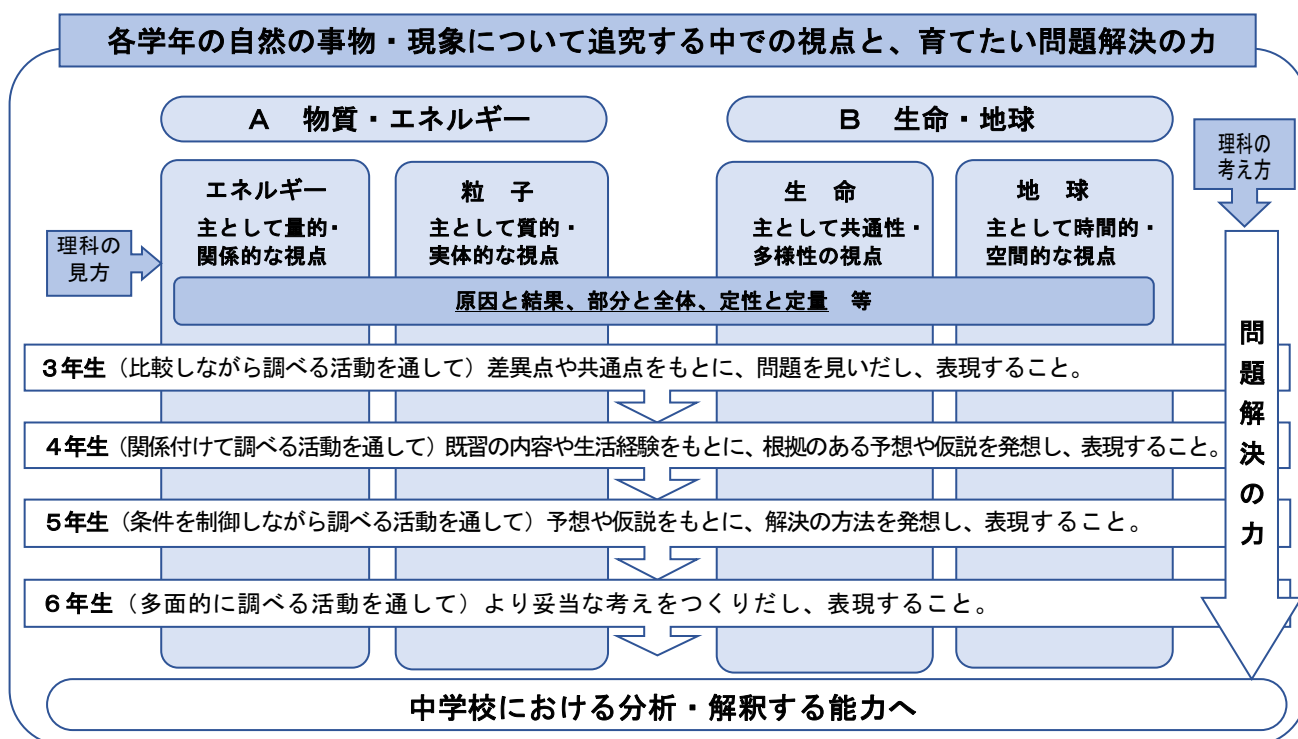 各学年の自然の事物・現象について追究する中での視点と、育てたい問題解決の力
A 物質・エネルギー
B 生命・地球
理科の
考え方
エネルギー
主として量的・
関係的な視点
粒 子
主として質的・
実体的な視点
生 命
主として共通性・
多様性の視点
地 球
主として時間的・
空間的な視点
理科の
見方
原因と結果、部分と全体、定性と定量 等
3年生(比較しながら調べる活動を通して)差異点や共通点をもとに、問題を見いだし、表現すること。
4年生(関係付けて調べる活動を通して)既習の内容や生活経験をもとに、根拠のある予想や仮説を発想し、表現すること。
5年生(条件を制御しながら調べる活動を通して)予想や仮説をもとに、解決の方法を発想し、表現すること。
6年生(多面的に調べる活動を通して)より妥当な考えをつくりだし、表現すること。
問題解決の力
中学校における分析・解釈する能力へ